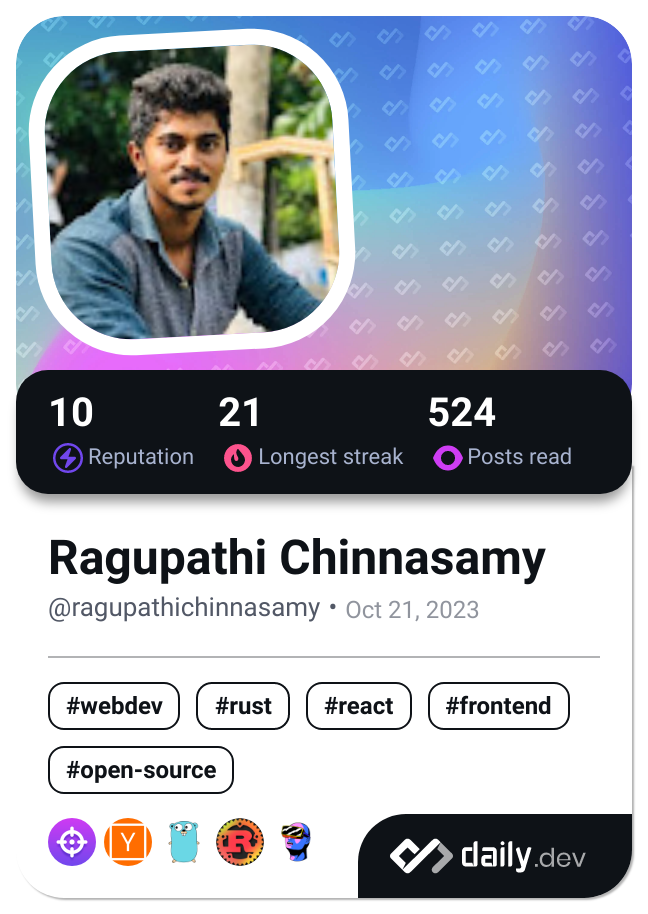 10 21 524
Reputation Longest streak Posts read
Ragupathi Chinnasamy
@ragupathichinnasamy • Oct 21, 2023
#webdev #rust #react #frontend
#open-source
Y R daily.dev